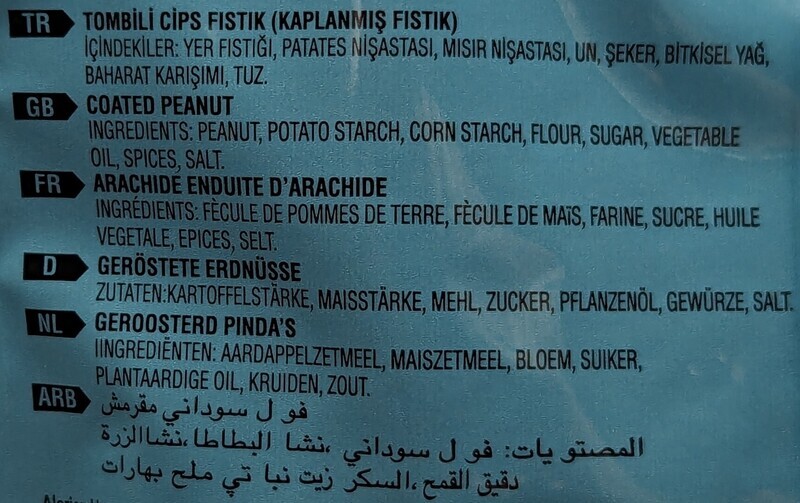 TR TOMBİLİ CİPS FISTIK (KAPLANMIŞ FISTIK)
İÇİNDEKİLER: YER FISTIĞI, PATATES NİŞASTASI, MISIR NİŞASTASI, UN, ŞEKER, BİTKİSEL YAĞ,
BAHARAT KARIŞIMI, TUZ.
GB COATED PEANUT
INGREDIENTS: PEANUT, POTATO STARCH, CORN STARCH, FLOUR, SUGAR, VEGETABLE
OIL, SPICES, SALT.
FR ARACHIDE ENDUITE D'ARACHIDE
INGRÉDIENTS: FÈCULE DE POMMES DE TERRE, FÈCULE DE MAïS, FARINE, SUCRE, HUILE
VEGETALE, EPICES, SELT.
D GERÖSTETE ERDNÜSSE
ZUTATEN:KARTOFFELSTÄRKE, MAISSTÄRKE, MEHL, ZUCKER, PFLANZENÖL, GEWÜRZE, SALT.
NL GEROOSTERD PINDA'S
IINGREDIËNTEN: AARDAPPELZETMEEL, MAISZETMEEL, BLOEM, SUIKER,
PLANTAARDIGE OIL, KRUIDEN, ZOUT.
ARB فو ل سوداني مقرمش
المصتو يات: فو ل سوداني ،نشا البطاطا،نشاالزرة
دقيق القمح،السكر زيت نبا تي ملح بهارات